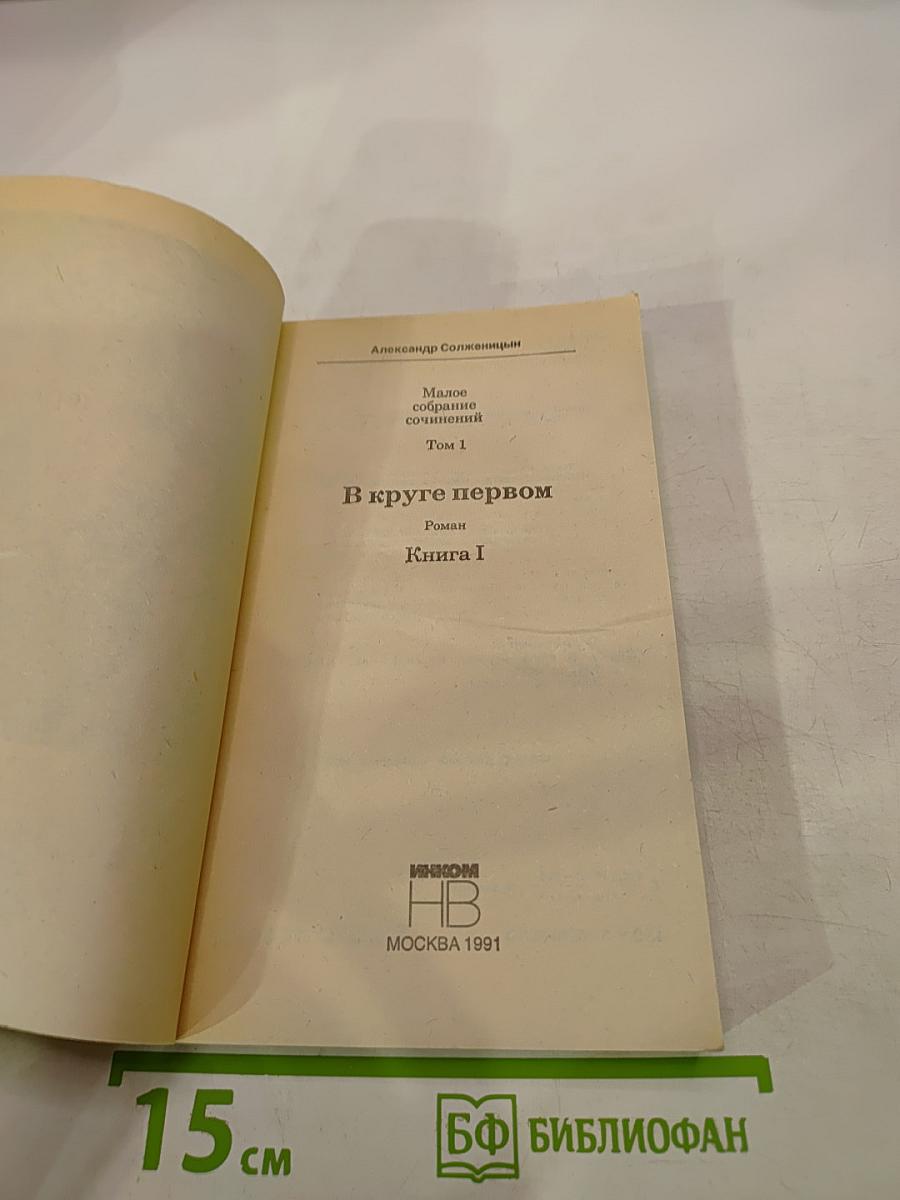 Александр Солженицын
Малое
собрание
сочинений
Том 1
В круге первом
Роман
Книга I
ИНКОМ
НВ
МОСКВА 1991
15 см
БФ БИБЛИОФАН